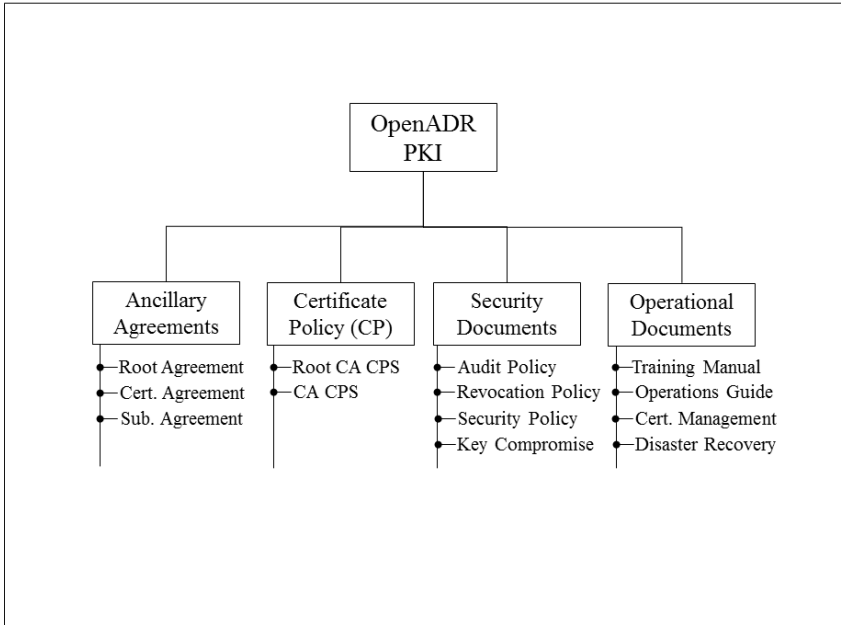 OpenADR
PKI
Ancillary
Agreements
Root Agreement
Cert. Agreement
Sub. Agreement
Certificate
Policy (CP)
Root CA CPS
CA CPS
Security
Documents
Audit Policy
Revocation Policy
Security Policy
Key Compromise
Operational
Documents
Training Manual
Operations Guide
Cert. Management
Disaster Recovery